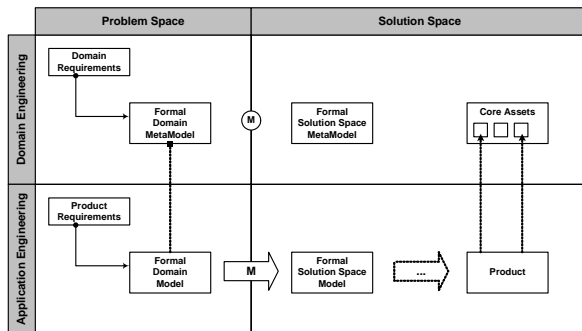 Problem Space
Solution Space
Domain Engineering
Domain
Requirements
Formal
Domain
MetaModel
M
Formal
Solution Space
MetaModel
Core Assets
Application Engineering
Product
Requirements
Formal
Domain
Model
M
Formal
Solution Space
Model
...
Product